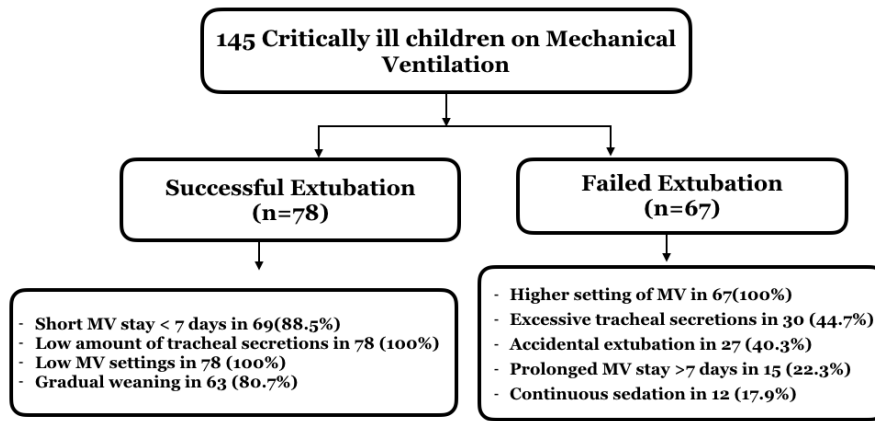 145 Critically ill children on Mechanical
Ventilation
Successful Extubation
(n=78)
Failed Extubation
(n=67)
- Short MV stay < 7 days in 69(88.5%)
- Low amount of tracheal secretions in 78 (100%)
- Low MV settings in 78 (100%)
- Gradual weaning in 63 (80.7%)
- Higher setting of MV in 67(100%)
- Excessive tracheal secretions in 30 (44.7%)
- Accidental extubation in 27 (40.3%)
- Prolonged MV stay >7 days in 15 (22.3%)
- Continuous sedation in 12 (17.9%)